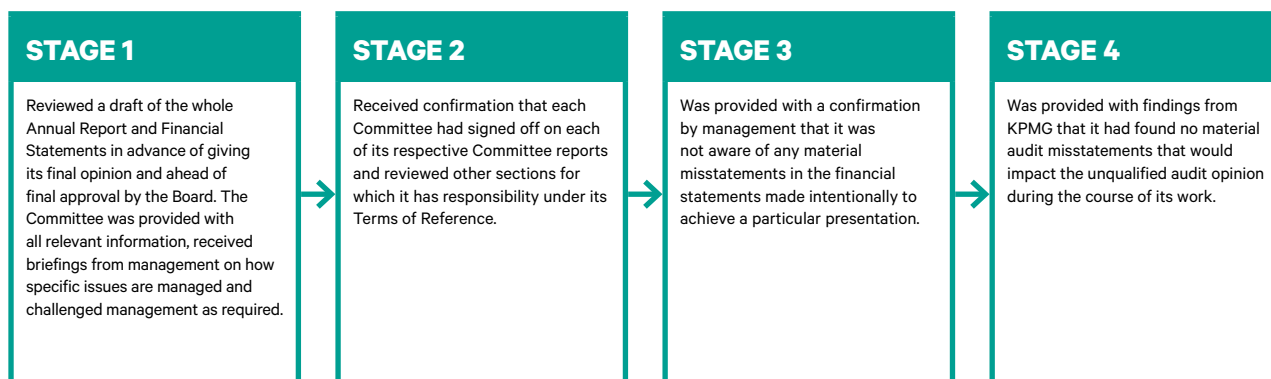 STAGE 1
Reviewed a draft of the whole
Annual Report and Financial
Statements in advance of giving
its final opinion and ahead of
final approval by the Board. The
Committee was provided with
all relevant information, received
briefings from management on how
specific issues are managed and
challenged management as required.
STAGE 2
Received confirmation that each
Committee had signed off on each
of its respective Committee reports
and reviewed other sections for
which it has responsibility under its
Terms of Reference.
STAGE 3
Was provided with a confirmation
by management that it was
not aware of any material
misstatements in the financial
statements made intentionally to
achieve a particular presentation.
STAGE 4
Was provided with findings from
KPMG that it had found no material
audit misstatements that would
impact the unqualified audit opinion
during the course of its work.